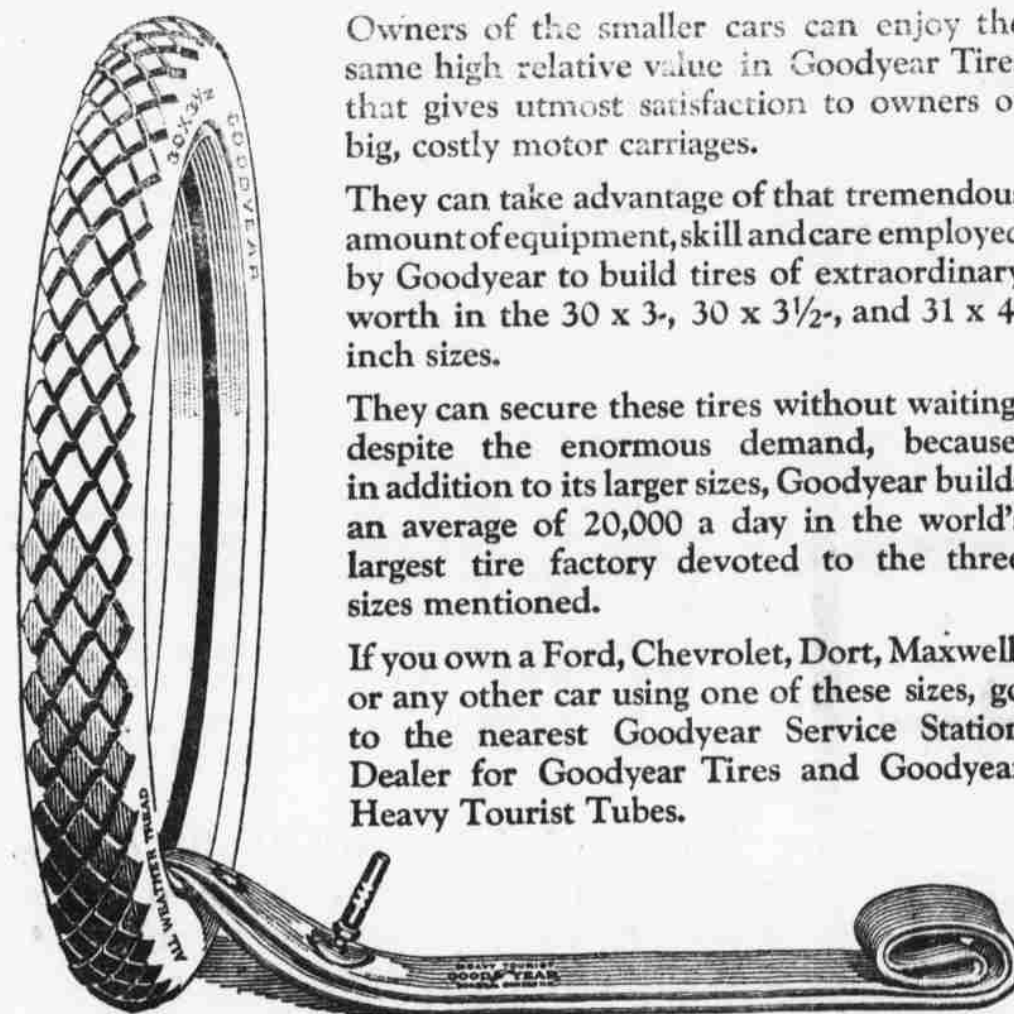 Owners of the smaller cars can enjoy the
same high relative value in Goodyear Tire
that gives utmost satisfaction to owners o
big, costly motor carriages.
They can take advantage of that tremendou
amount of equipment, skill and care employed
by Goodyear to build tires of extraordinary
worth in the 30 x 3-, 30 x 3½-, and 31 x 4
inch sizes.
They can secure these tires without waiting
despite the enormous demand, because
in addition to its larger sizes, Goodyear build
an average of 20,000 a day in the world's
largest tire factory devoted to the three
sizes mentioned.
If you own a Ford, Chevrolet, Dort, Maxwell
or any other car using one of these sizes, go
to the nearest Goodyear Service Station
Dealer for Goodyear Tires and Goodyear
Heavy Tourist Tubes.
30 X 3½
GOODYEAR
ALL WEATHER TREAD
HEAVY TOURIST
GOODYEAR